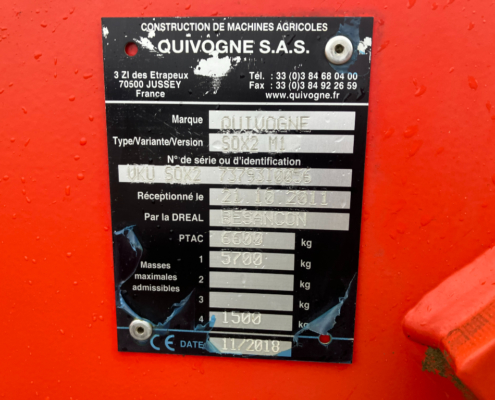 CONSTRUCTION DE MACHINES AGRICOLES
QUIVOGNE S.A.S.
3 ZI des Etrapeux
70500 JUSSEY
France
Tél. : 33 (0)3 84 68 04 00
Fax : 33 (0)3 84 92 26 59
www.quivogne.fr
Marque QUIVOGNE
Type/Variante/Version SQX2 M1
N° de série ou d'identification
VKU SQX2
Réceptionné le 21 10 2011
Par la DREAL BESANCON
PTAC 6600 kg
Masses maximales admissibles
1 5700 kg
2 kg
3 kg
4 1500 kg
CE DATE 11/2018